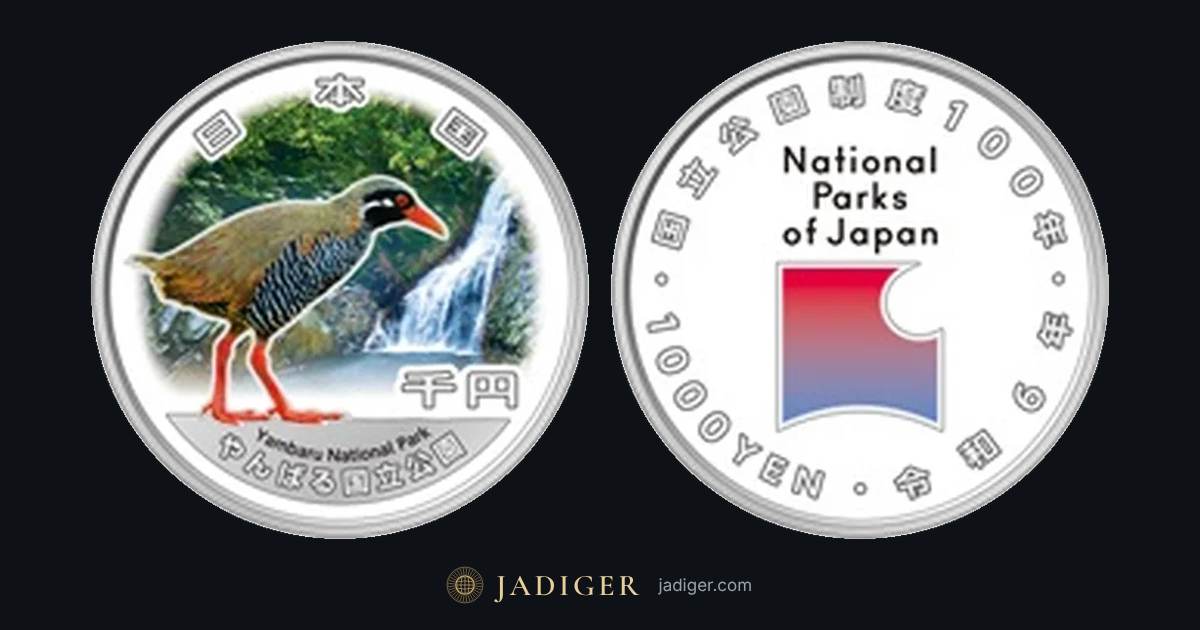 日本国
千円
Yambaru National Park
やんばる国立公園
国立公園制度100年
National
Parks
of Japan
令和6年
1000YEN
JADIGER jadiger.com